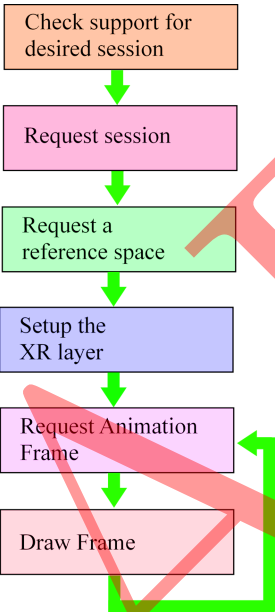 Check support for
desired session
Request session
Request a
reference space
Setup the
XR layer
Request Animation
Frame
Draw Frame